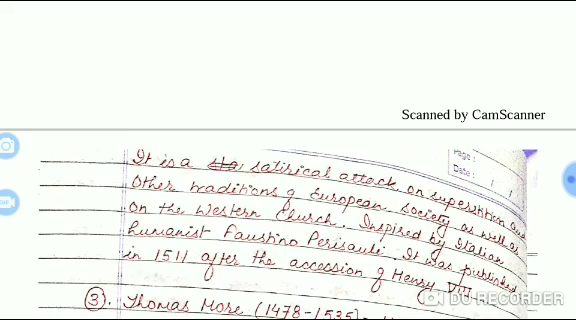 Scanned by CamScanner
Page :
Date : / /
It is a satirical attack on superstition and
Other traditions of European society as well as
on the Western Church. Inspired by Italian
humanist Faustino Perisauli. It was published
in 1511 after the accession of Henry VIII
DU RECORDER
③. Thomas More (1478-1535)-